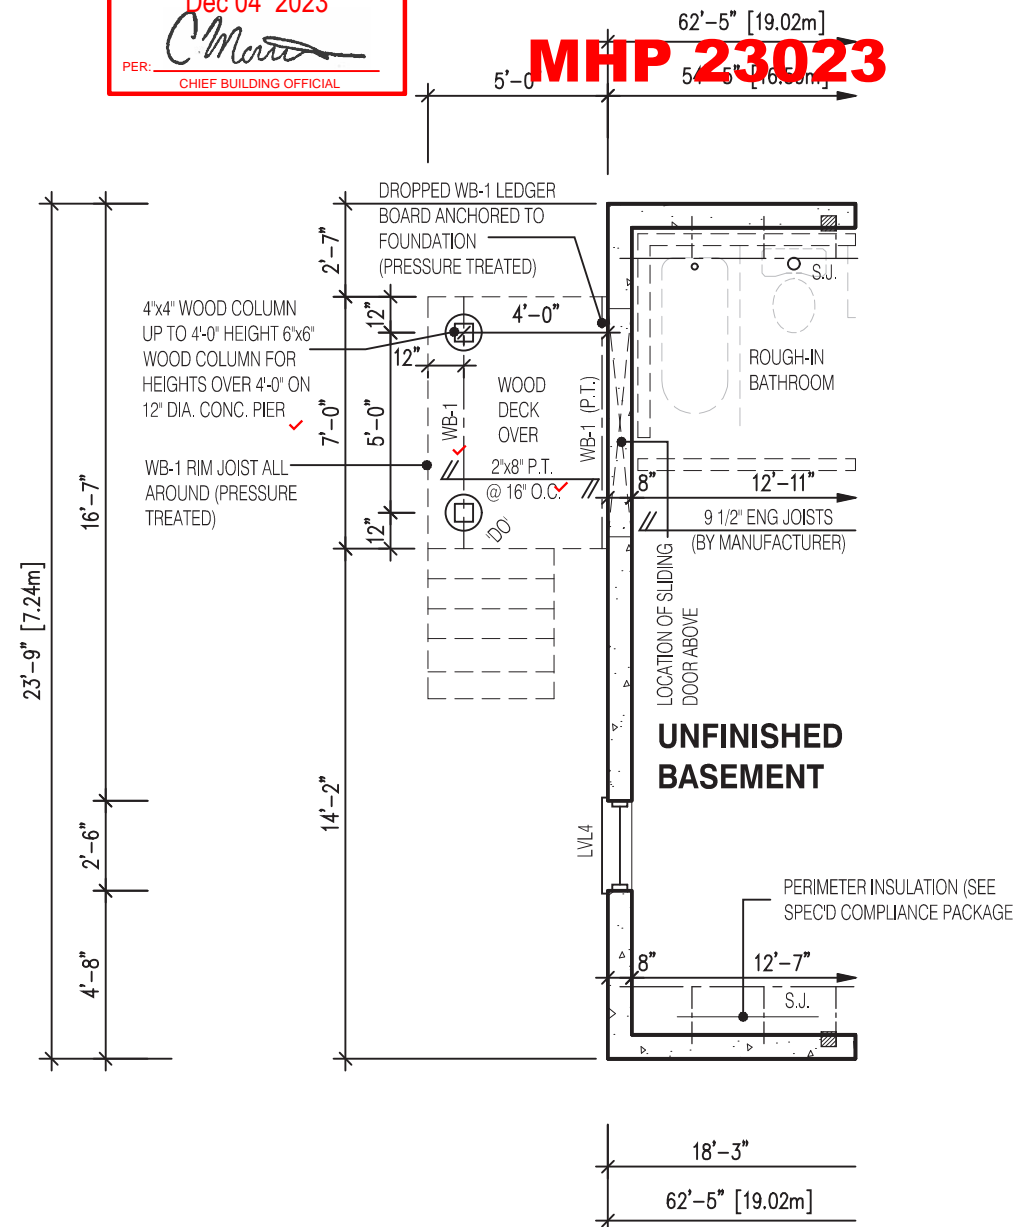 Dec 04 2023
PER:
CHIEF BUILDING OFFICIAL
MHP 23023
62'-5" [19.02m]
5'-0"
54'-5" [16.59m]
DROPPED WB-1 LEDGER
BOARD ANCHORED TO
FOUNDATION
(PRESSURE TREATED)
2'-7"
12"
4'-0"
S.J.
4"x4" WOOD COLUMN
UP TO 4'-0" HEIGHT 6"x6"
WOOD COLUMN FOR
HEIGHTS OVER 4'-0" ON
12" DIA. CONC. PIER
12"
ROUGH-IN
BATHROOM
WOOD
DECK
OVER
WB-1
WB-1 (P.T.)
7'-0"
5'-0"
2"x8" P.T.
@ 16" O.C.
WB-1 RIM JOIST ALL
AROUND (PRESSURE
TREATED)
8"
12'-11"
9 1/2" ENG JOISTS
(BY MANUFACTURER)
12"
'DO'
16'-7"
23'-9" [7.24m]
LOCATION OF SLIDING
DOOR ABOVE
UNFINISHED
BASEMENT
14'-2"
2'-6"
LVL4
PERIMETER INSULATION (SEE
SPEC'D COMPLIANCE PACKAGE
4'-8"
8"
12'-7"
S.J.
18'-3"
62'-5" [19.02m]